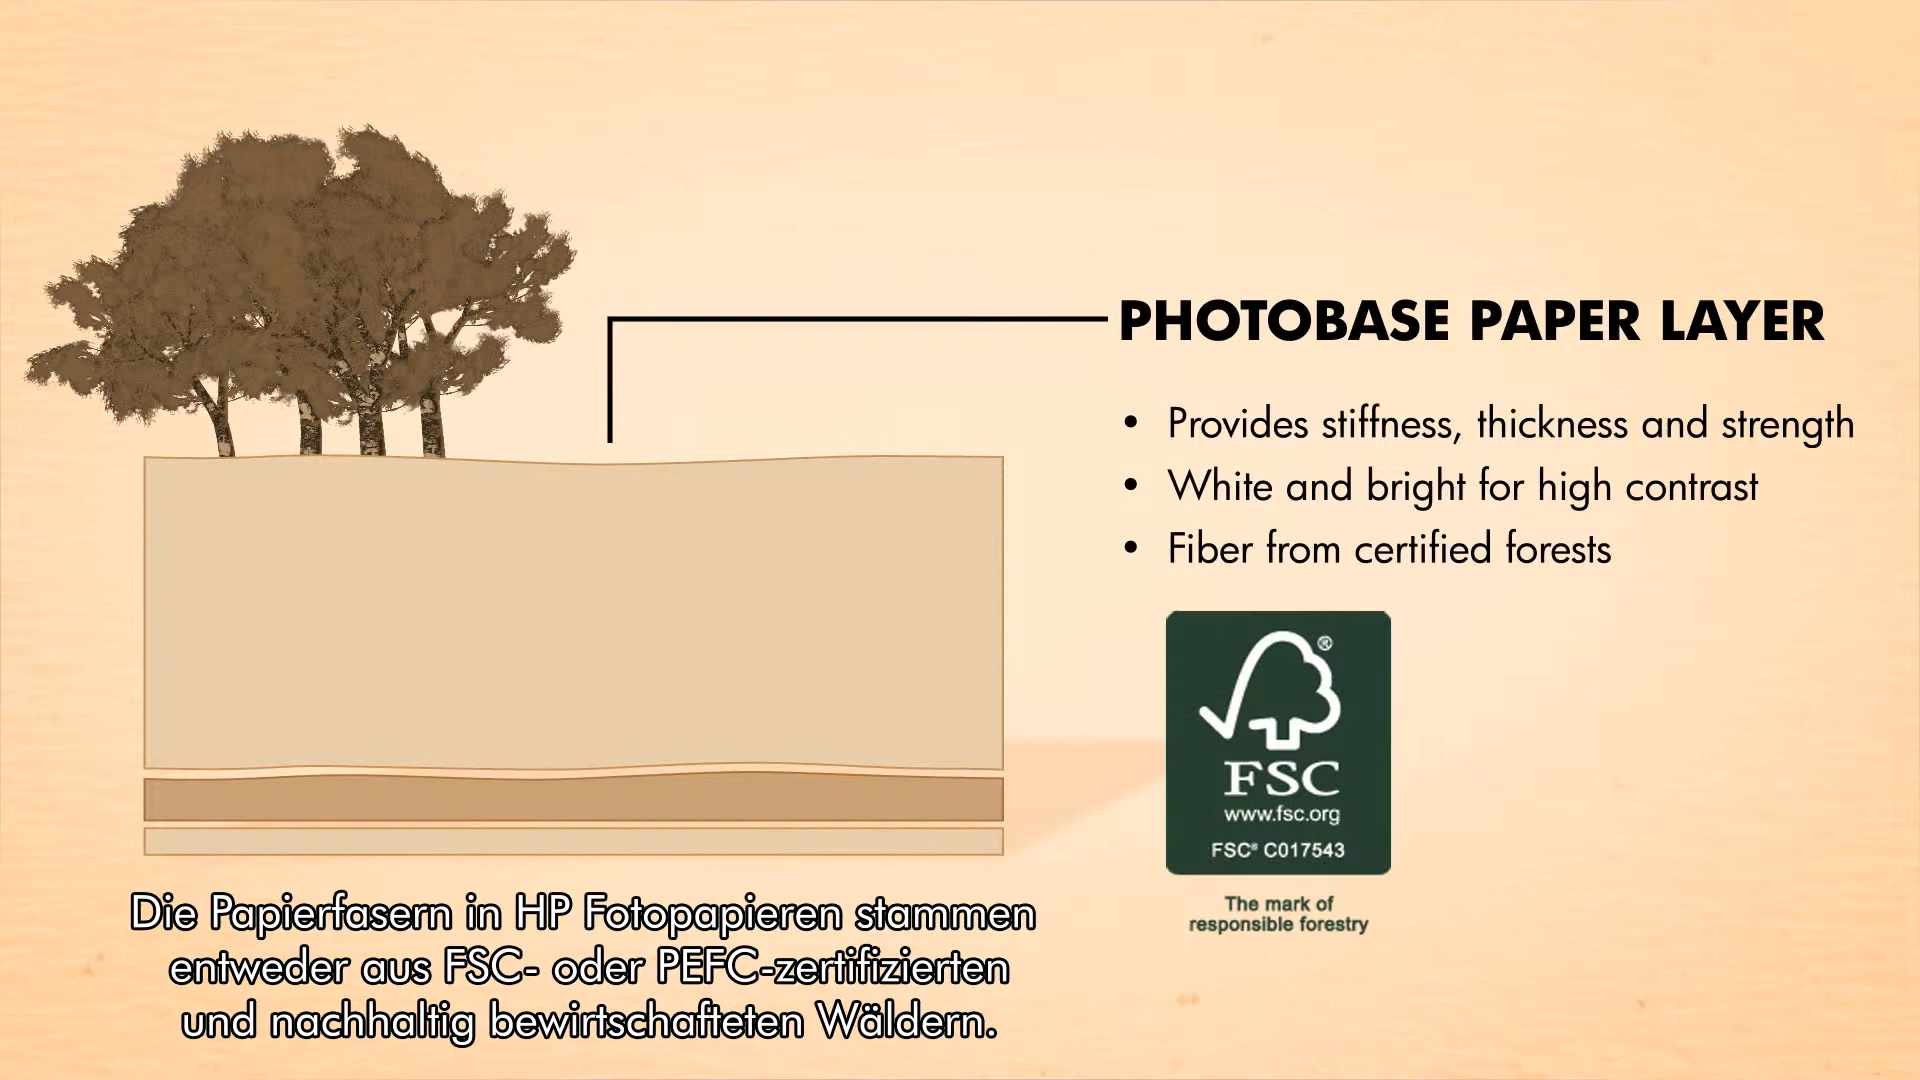 PHOTOBASE PAPER LAYER
• Provides stiffness, thickness and strength
• White and bright for high contrast
• Fiber from certified forests
®
FSC
www.fsc.org
FSC® C017543
The mark of
responsible forestry
Die Papierfasern in HP Fotopapieren stammen
entweder aus FSC- oder PEFC-zertifizierten
und nachhaltig bewirtschafteten Wäldern.